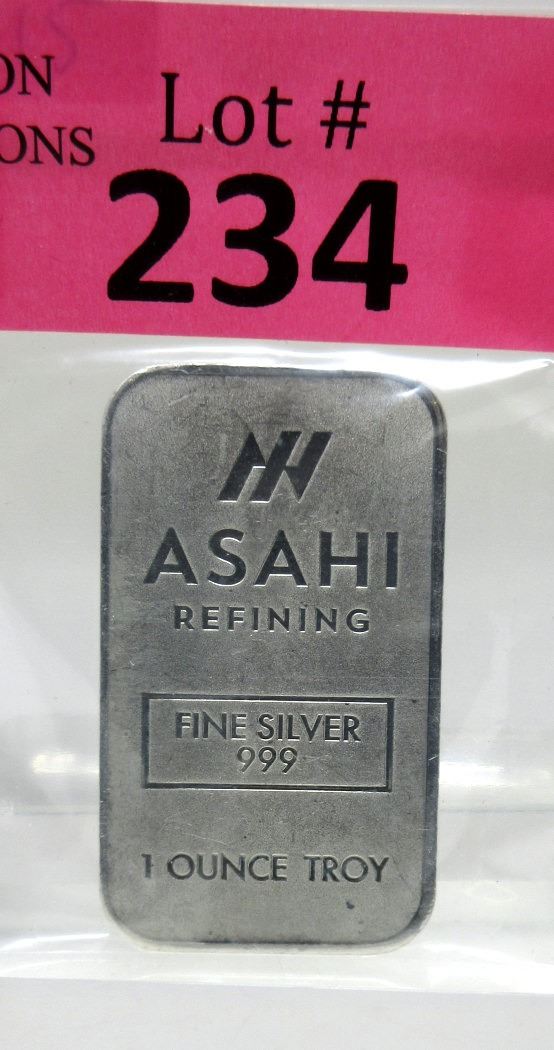 ON
ONS
Lot #
234
ASAHI
REFINING
FINE SILVER
999
1 OUNCE TROY